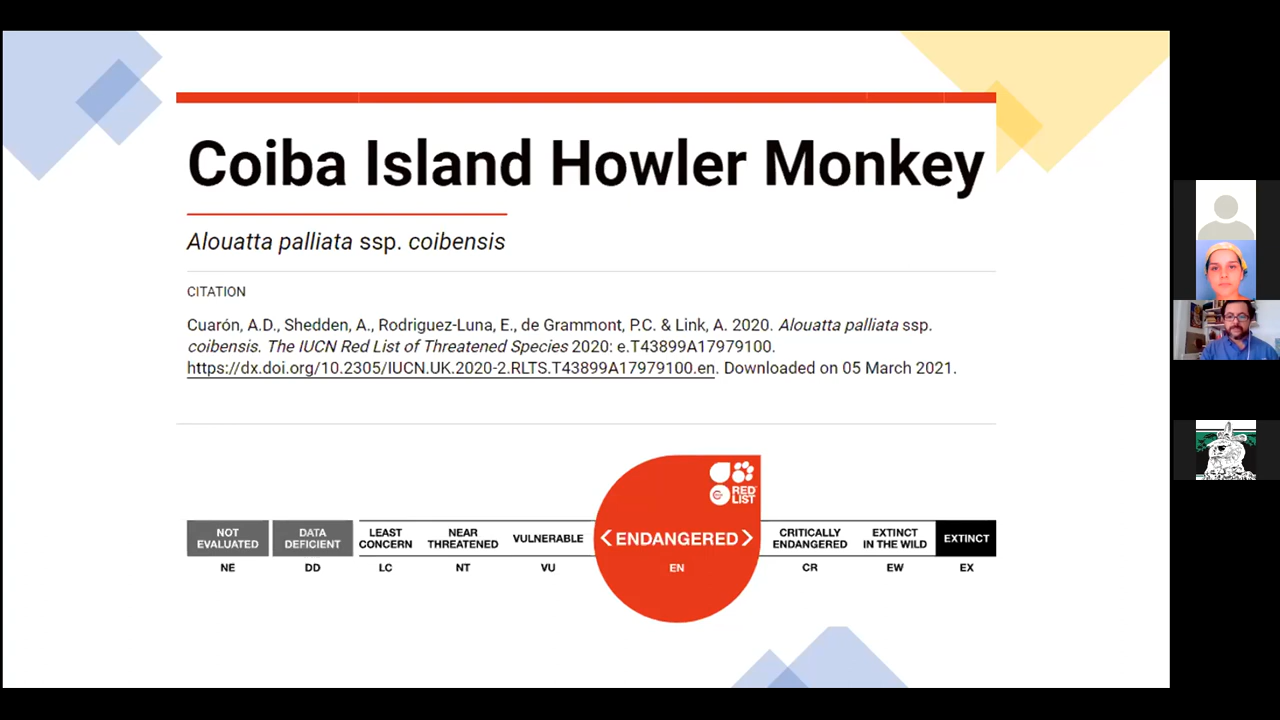 Coiba Island Howler Monkey
Alouatta palliata ssp. coibensis
CITATION
Cuarón, A.D., Shedden, A., Rodriguez-Luna, E., de Grammont, P.C. & Link, A. 2020. Alouatta palliata ssp.
coibensis. The IUCN Red List of Threatened Species 2020: e.T43899A17979100.
https://dx.doi.org/10.2305/IUCN.UK.2020-2.RLTS.T43899A17979100.en. Downloaded on 05 March 2021.
RED
LIST
NOT
EVALUATED
DATA
DEFICIENT
LEAST
CONCERN
NEAR
THREATENED
VULNERABLE
<ENDANGERED>
CRITICALLY
ENDANGERED
EXTINCT
IN THE WILD
EXTINCT
NE
DD
LC
NT
VU
EN
CR
EW
EX